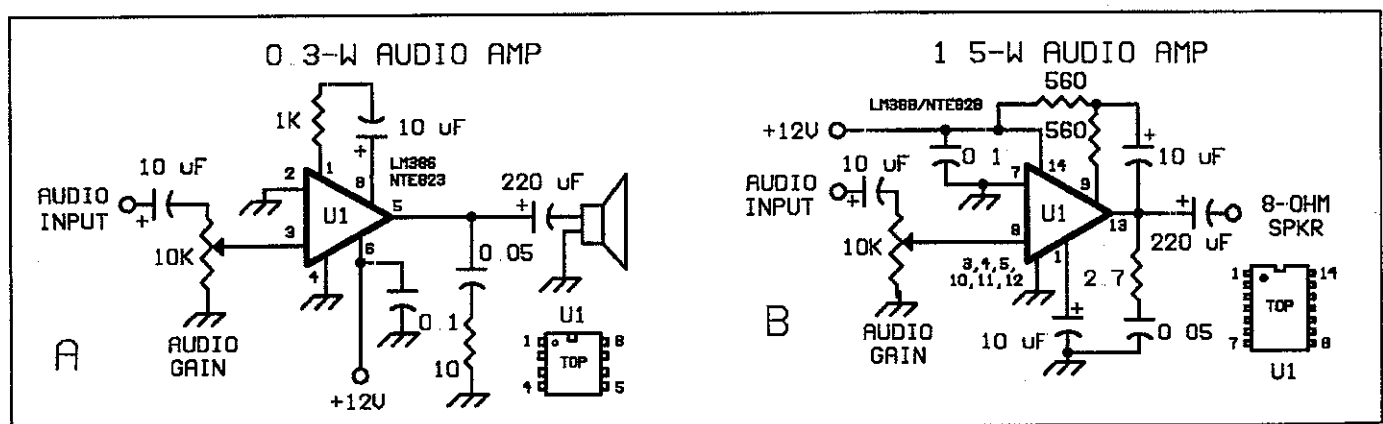 0.3-W AUDIO AMP
1K
10 uF
1
8
LM386
NTE823
10 uF
2
AUDIO
INPUT
+
+
U1
5
220 uF
+
3
10K
4
6
0.05
0.1
AUDIO
GAIN
10
+12V
U1
1
8
TOP
4
5
A
1 5-W AUDIO AMP
560
LM388/NTE828
+12V
560
0 1
10 uF
+
10 uF
7
14
9
AUDIO
INPUT
+
U1
13
+
8-OHM
SPKR
220 uF
8
10K
1
3,4,5,
10,11,12
2.7
+
10 uF
0 05
AUDIO
GAIN
B
1
14
TOP
7
8
U1